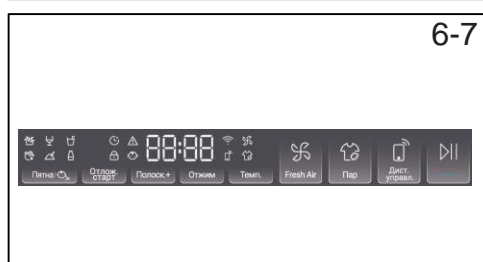 6-7
88:88
Пятна
Отлож.
старт
Полоск.+
Отжим
Темп.
Fresh Air
Пар
Дист.
управл.